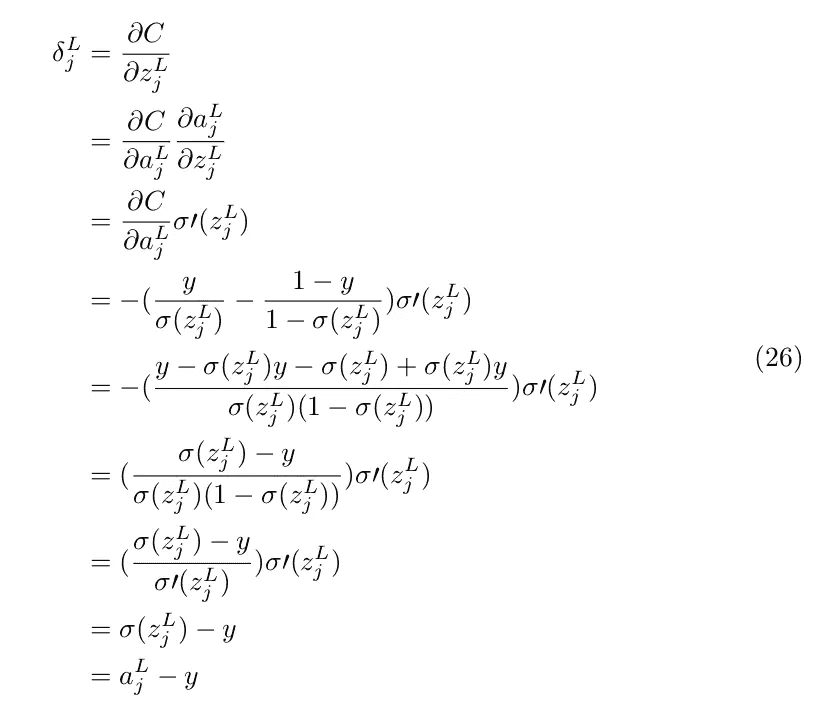 δ_j^L = ∂C/∂z_j^L
= ∂C/∂a_j^L ∂a_j^L/∂z_j^L
= ∂C/∂a_j^L σ′(z_j^L)
= −(y/σ(z_j^L) − (1 − y)/(1 − σ(z_j^L)))σ′(z_j^L)
= −((y − σ(z_j^L)y − σ(z_j^L) + σ(z_j^L)y)/(σ(z_j^L)(1 − σ(z_j^L))))σ′(z_j^L) (26)
= ((σ(z_j^L) − y)/(σ(z_j^L)(1 − σ(z_j^L))))σ′(z_j^L)
= ((σ(z_j^L) − y)/σ′(z_j^L))σ′(z_j^L)
= σ(z_j^L) − y
= a_j^L − y